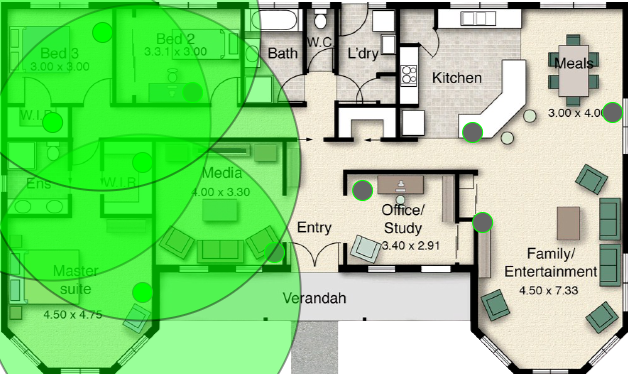 Bed 3
3.00 x 3.00
Bed 2
3.3.1 x 3.00
Bath
W.C.
L'dry
Kitchen
Meals
3.00 x 4.00
W.I.R.
Ens
W.I.R.
Media
4.00 x 3.30
Entry
Office/
Study
3.40 x 2.91
Family/
Entertainment
4.50 x 7.33
Master
suite
4.50 x 4.75
Verandah